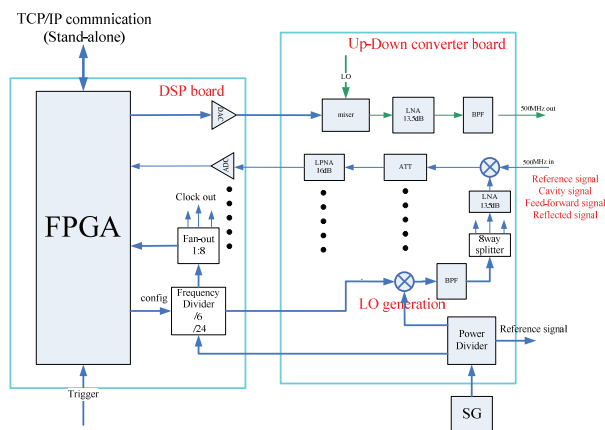 TCP/IP commnication
(Stand-alone)
Up-Down converter board
DSP board
LO
DAC
mixer
LNA
13.5dB
BPF
500MHz out
ADC
LPNA
16dB
ATT
500MHz in
Reference signal
Cavity signal
Feed-forward signal
Reflected signal
LNA
13.5dB
Clock out
FPGA
Fan-out
1:8
8way
splitter
BPF
LO generation
config
Frequency
Divider
/6
/24
Power
Divider
Reference signal
Trigger
SG